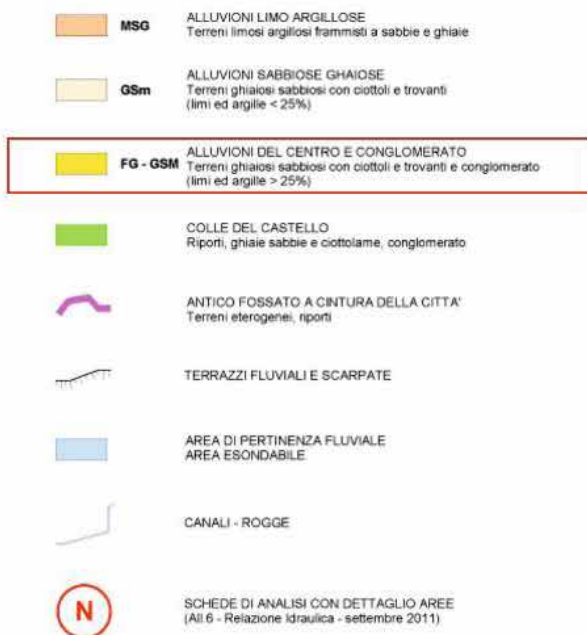 MSG
ALLUVIONI LIMO ARGILLOSE
Terreni limosi argillosi frammisti a sabbie e ghiaie
GSm
ALLUVIONI SABBIOSE GHAIOSE
Terreni ghiaiosi sabbiosi con ciottoli e trovanti
(limi ed argille < 25%)
FG - GSM
ALLUVIONI DEL CENTRO E CONGLOMERATO
Terreni ghiaiosi sabbiosi con ciottoli e trovanti e conglomerato
(limi ed argille > 25%)
COLLE DEL CASTELLO
Riporti, ghiaie sabbie e ciottolame, conglomerato
ANTICO FOSSATO A CINTURA DELLA CITTA'
Terreni eterogenei, riporti
TERRAZZI FLUVIALI E SCARPATE
AREA DI PERTINENZA FLUVIALE
AREA ESONDABILE
CANALI - ROGGE
N
SCHEDE DI ANALISI CON DETTAGLIO AREE
(All.6 - Relazione Idraulica - settembre 2011)